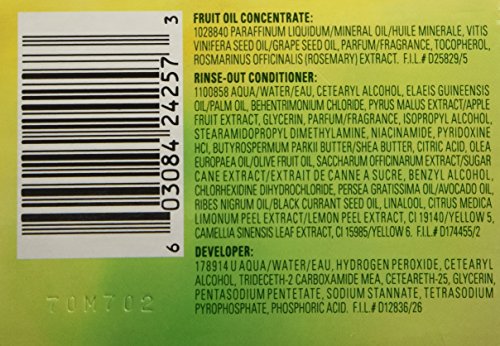 6 03084 24257 3
70M702
FRUIT OIL CONCENTRATE:
1028840 PARAFFINUM LIQUIDUM/MINERAL OIL/HUILE MINERALE, VITIS
VINIFERA SEED OIL/GRAPE SEED OIL, PARFUM/FRAGRANCE, TOCOPHEROL,
ROSMARINUS OFFICINALIS (ROSEMARY) EXTRACT. F.I.L.# D25829/5
RINSE-OUT CONDITIONER:
1100858 AQUA/WATER/EAU, CETEARYL ALCOHOL, ELAEIS GUINEENSIS
OIL/PALM OIL, BEHENTRIMONIUM CHLORIDE, PYRUS MALUS EXTRACT/APPLE
FRUIT EXTRACT, GLYCERIN, PARFUM/FRAGRANCE, ISOPROPYL ALCOHOL,
STEARAMIDOPROPYL DIMETHYLAMINE, NIACINAMIDE, PYRIDOXINE
HCI, BUTYROSPERMUM PARKII BUTTER/SHEA BUTTER, CITRIC ACID, OLEA
EUROPAEA OIL/OLIVE FRUIT OIL, SACCHARUM OFFICINARUM EXTRACT/SUGAR
CANE EXTRACT/EXTRAIT DE CANNE A SUCRE, BENZYL ALCOHOL,
CHLORHEXIDINE DIHYDROCHLORIDE, PERSEA GRATISSIMA OIL/AVOCADO OIL,
RIBES NIGRUM OIL/BLACK CURRANT SEED OIL, LINALOOL, CITRUS MEDICA
LIMONUM PEEL EXTRACT/LEMON PEEL EXTRACT, CI 19140/YELLOW 5,
CAMELLIA SINENSIS LEAF EXTRACT, CI 15985/YELLOW 6. F.I.L.# D174455/2
DEVELOPER:
178914 U AQUA/WATER/EAU, HYDROGEN PEROXIDE, CETEARYL
ALCOHOL, TRIDECETH-2 CARBOXAMIDE MEA, CETEARETH-25, GLYCERIN,
PENTASODIUM PENTETATE, SODIUM STANNATE, TETRASODIUM
PYROPHOSPHATE, PHOSPHORIC ACID. F.I.L.# D12836/26